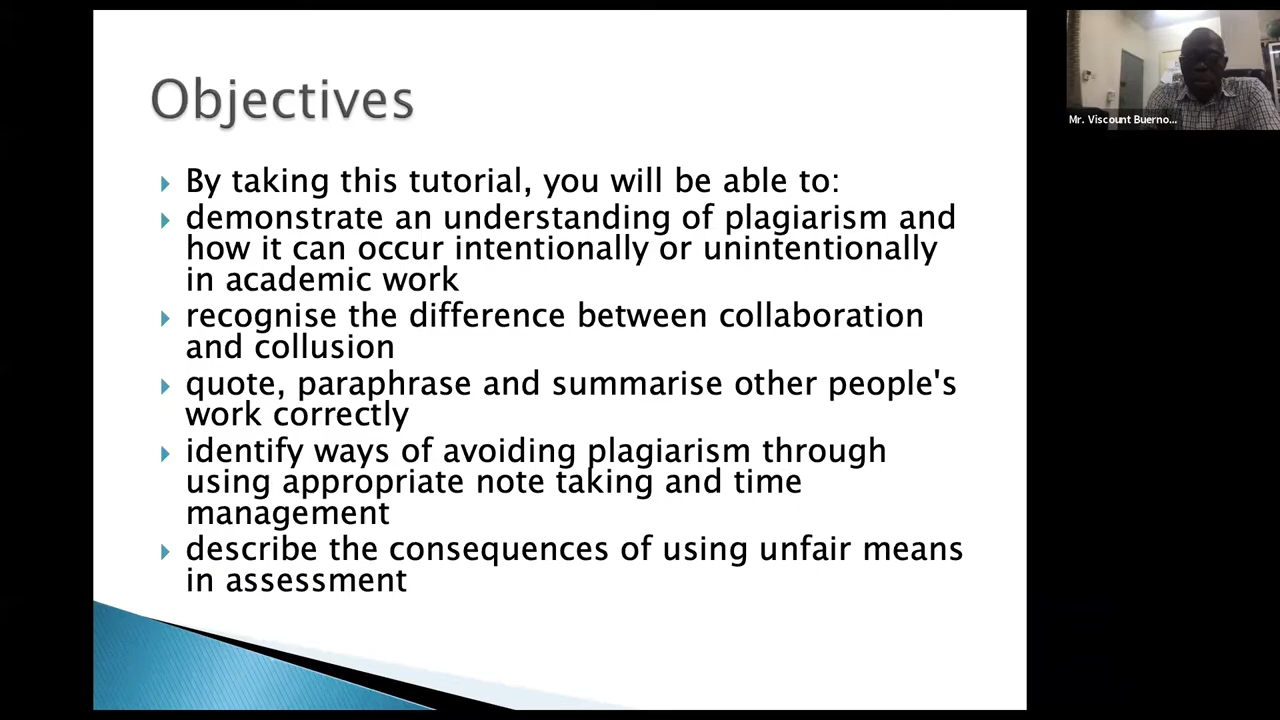 Objectives
By taking this tutorial, you will be able to:
demonstrate an understanding of plagiarism and
how it can occur intentionally or unintentionally
in academic work
recognise the difference between collaboration
and collusion
quote, paraphrase and summarise other people's
work correctly
identify ways of avoiding plagiarism through
using appropriate note taking and time
management
describe the consequences of using unfair means
in assessment
Mr. Viscount Buerno...